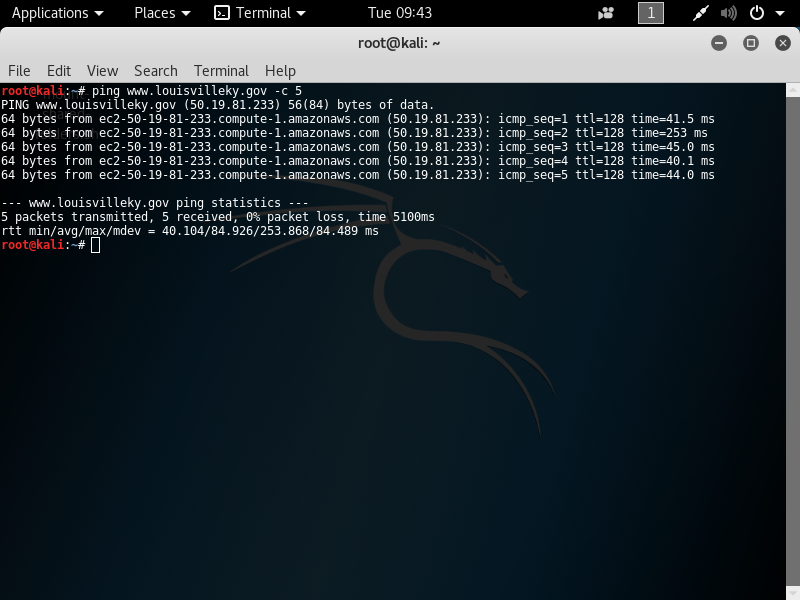 Applications Places Terminal Tue 09:43 1
root@kali: ~
File Edit View Search Terminal Help
root@kali:~# ping www.louisvilleky.gov -c 5
PING www.louisvilleky.gov (50.19.81.233) 56(84) bytes of data.
64 bytes from ec2-50-19-81-233.compute-1.amazonaws.com (50.19.81.233): icmp_seq=1 ttl=128 time=41.5 ms
64 bytes from ec2-50-19-81-233.compute-1.amazonaws.com (50.19.81.233): icmp_seq=2 ttl=128 time=253 ms
64 bytes from ec2-50-19-81-233.compute-1.amazonaws.com (50.19.81.233): icmp_seq=3 ttl=128 time=45.0 ms
64 bytes from ec2-50-19-81-233.compute-1.amazonaws.com (50.19.81.233): icmp_seq=4 ttl=128 time=40.1 ms
64 bytes from ec2-50-19-81-233.compute-1.amazonaws.com (50.19.81.233): icmp_seq=5 ttl=128 time=44.0 ms
--- www.louisvilleky.gov ping statistics ---
5 packets transmitted, 5 received, 0% packet loss, time 5100ms
rtt min/avg/max/mdev = 40.104/84.926/253.868/84.489 ms
root@kali:~#